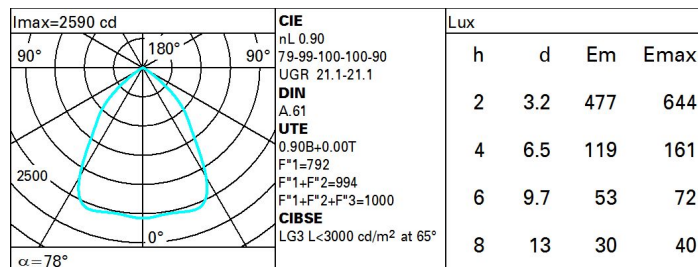 Imax=2590 cd
90°
180°
90°
2500
0°
α=78°
CIE
nL 0.90
79-99-100-100-90
UGR 21.1-21.1
DIN
A.61
UTE
0.90B+0.00T
F"1=792
F"1+F"2=994
F"1+F"2+F"3=1000
CIBSE
LG3 L<3000 cd/m² at 65°
Lux
h d Em Emax
2 3.2 477 644
4 6.5 119 161
6 9.7 53 72
8 13 30 40